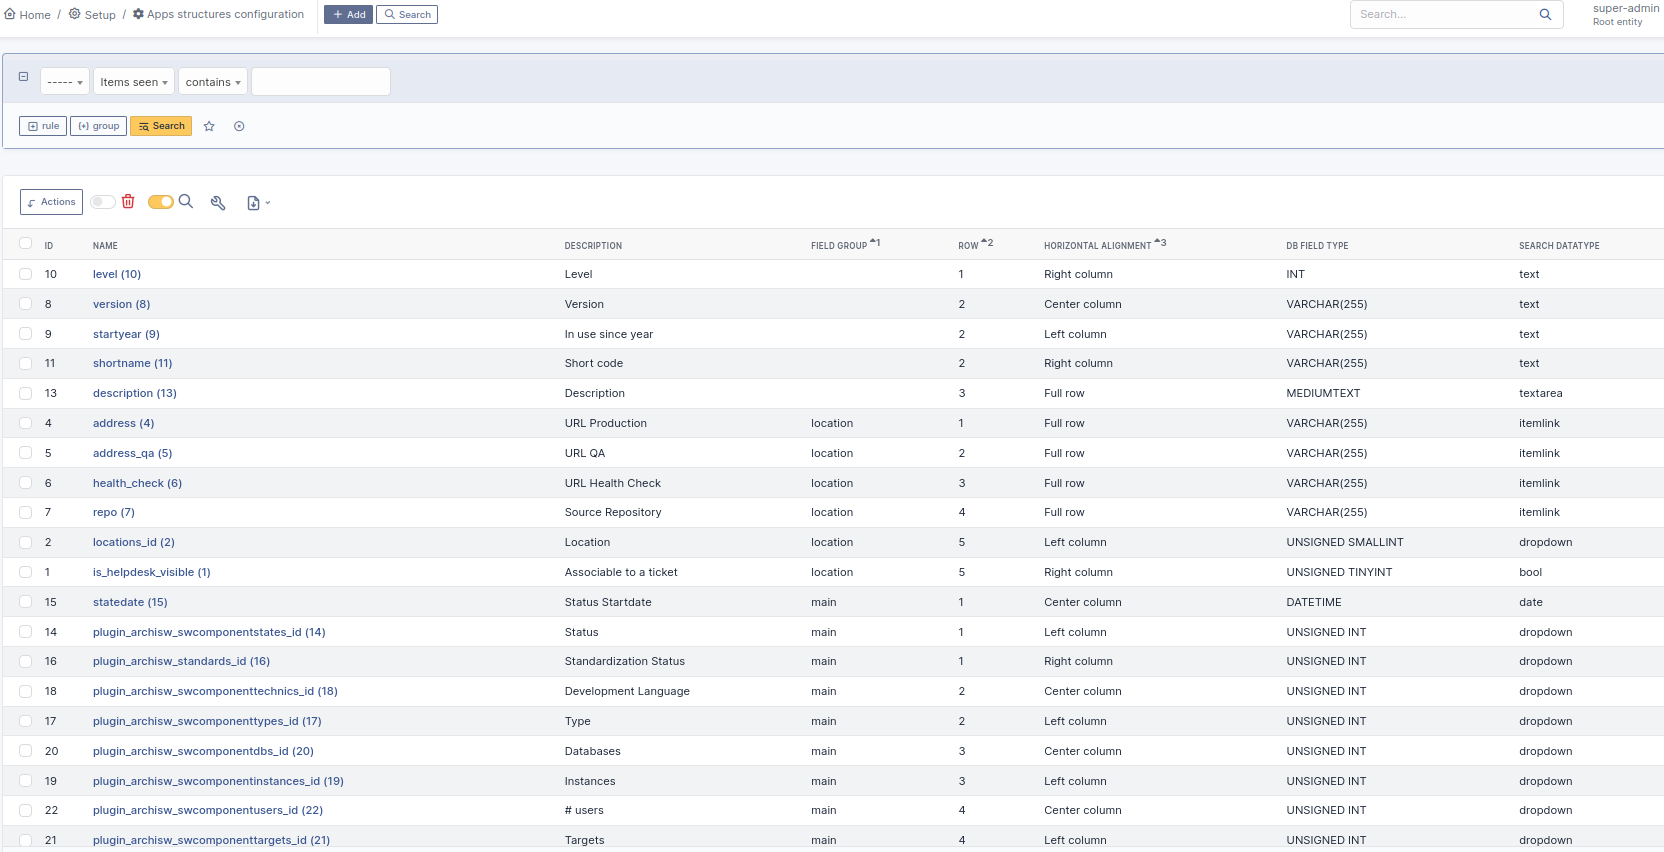 Home / Setup / Apps structures configuration + Add Search Search... super-admin
Root entity
----- Items seen contains
rule (+) group Search
Actions
ID NAME DESCRIPTION FIELD GROUP 1 ROW 2 HORIZONTAL ALIGNMENT 3 DB FIELD TYPE SEARCH DATATYPE
10 level (10) Level 1 Right column INT text
8 version (8) Version 2 Center column VARCHAR(255) text
9 startyear (9) In use since year 2 Left column VARCHAR(255) text
11 shortname (11) Short code 2 Right column VARCHAR(255) text
13 description (13) Description 3 Full row MEDIUMTEXT textarea
4 address (4) URL Production location 1 Full row VARCHAR(255) itemlink
5 address_qa (5) URL QA location 2 Full row VARCHAR(255) itemlink
6 health_check (6) URL Health Check location 3 Full row VARCHAR(255) itemlink
7 repo (7) Source Repository location 4 Full row VARCHAR(255) itemlink
2 locations_id (2) Location location 5 Left column UNSIGNED SMALLINT dropdown
1 is_helpdesk_visible (1) Associable to a ticket location 5 Right column UNSIGNED TINYINT bool
15 statedate (15) Status Startdate main 1 Center column DATETIME date
14 plugin_archisw_swcomponentstates_id (14) Status main 1 Left column UNSIGNED INT dropdown
16 plugin_archisw_standards_id (16) Standardization Status main 1 Right column UNSIGNED INT dropdown
18 plugin_archisw_swcomponenttechnics_id (18) Development Language main 2 Center column UNSIGNED INT dropdown
17 plugin_archisw_swcomponenttypes_id (17) Type main 2 Left column UNSIGNED INT dropdown
20 plugin_archisw_swcomponentdbs_id (20) Databases main 3 Center column UNSIGNED INT dropdown
19 plugin_archisw_swcomponentinstances_id (19) Instances main 3 Left column UNSIGNED INT dropdown
22 plugin_archisw_swcomponentusers_id (22) # users main 4 Center column UNSIGNED INT dropdown
21 plugin_archisw_swcomponenttargets_id (21) Targets main 4 Left column UNSIGNED INT dropdown